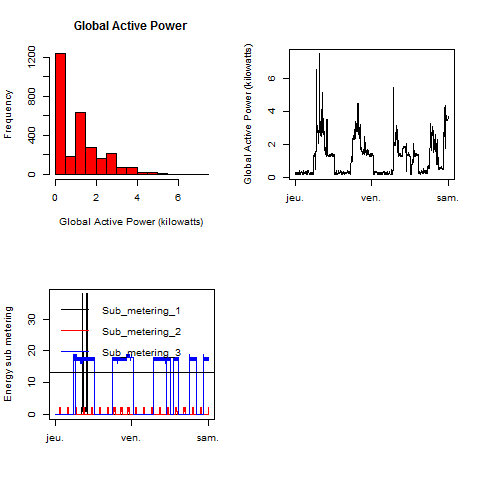 Global Active Power
Frequency
0 400 800 1200
0 2 4 6
Global Active Power (kilowatts)
Global Active Power (kilowatts)
0 2 4 6
jeu. ven. sam.
Energy sub metering
0 10 20 30
Sub_metering_1
Sub_metering_2
Sub_metering_3
jeu. ven. sam.